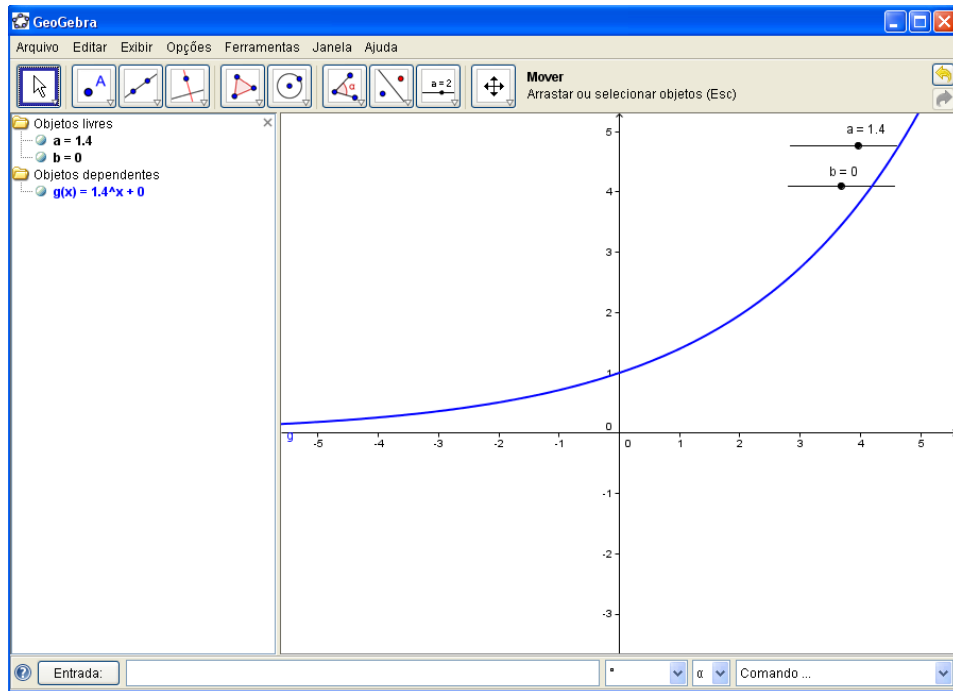 GeoGebra
Arquivo Editar Exibir Opções Ferramentas Janela Ajuda
A
α
a = 2
Mover
Arrastar ou selecionar objetos (Esc)
Objetos livres
a = 1.4
b = 0
Objetos dependentes
g(x) = 1.4^x + 0
a = 1.4
b = 0
5
4
3
2
1
0
-1
-2
-3
g
-5 -4 -3 -2 -1 0 1 2 3 4 5
Entrada:
°
α
Comando ...